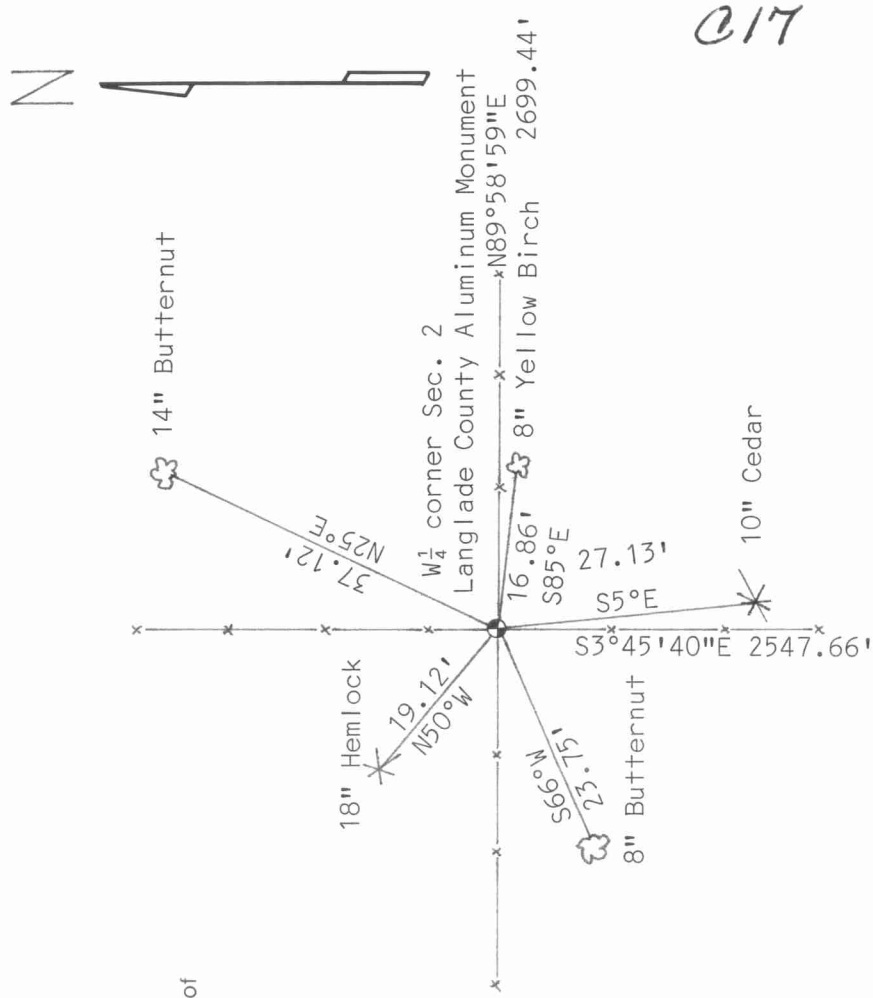 C17
N
14" Butternut
N25°E
37.12'
W¼ corner Sec. 2
Langlade County Aluminum Monument
N89°58'59"E
2699.44'
8" Yellow Birch
16.86'
S85°E
27.13'
S5°E
10" Cedar
S3°45'40"E 2547.66'
18" Hemlock
19.12'
N50°W
S66°W
23.75'
8" Butternut
of